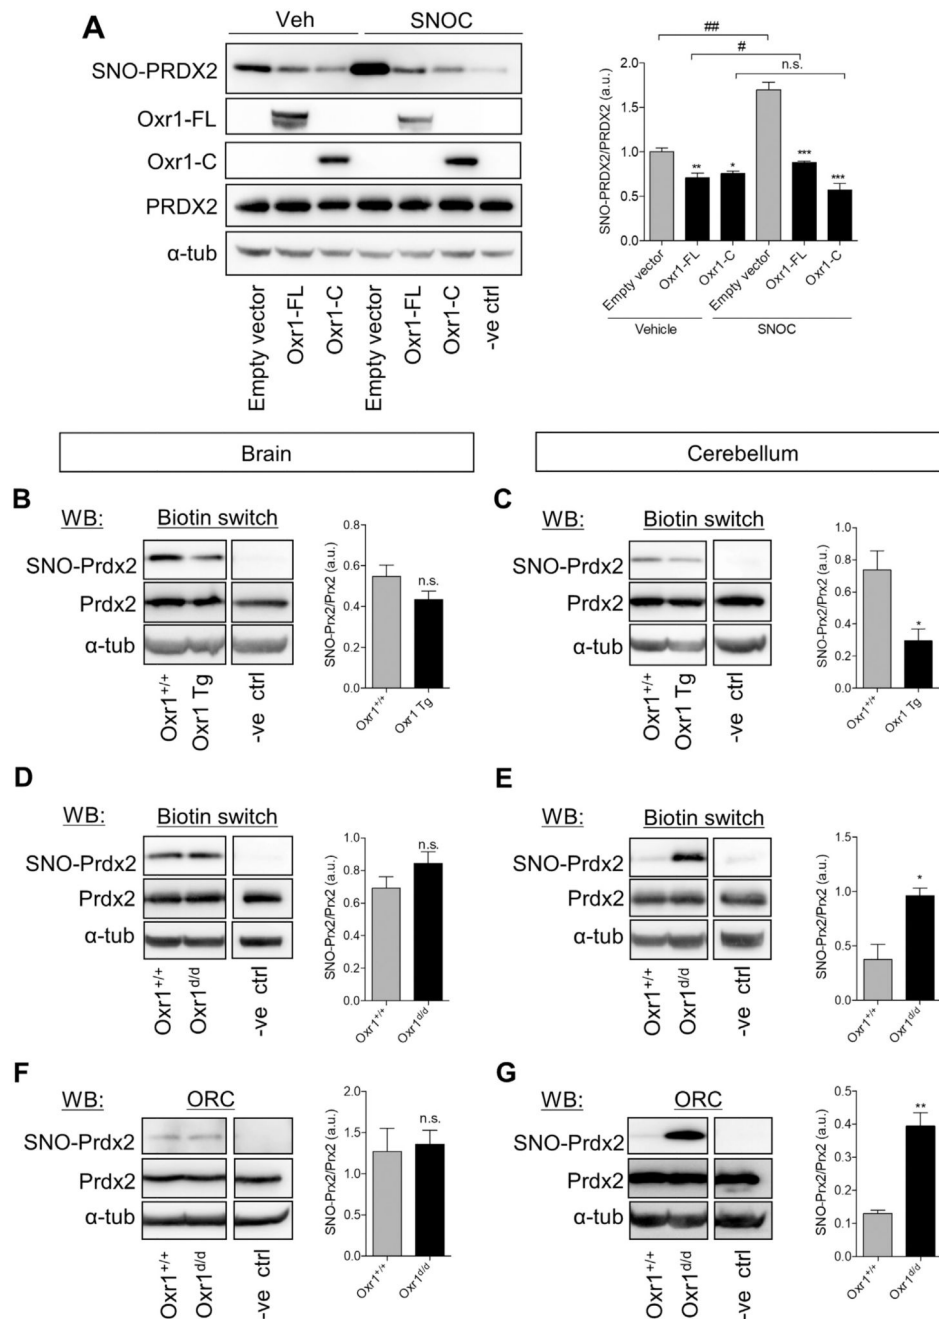 A
Veh SNOC
SNO-PRDX2
Oxr1-FL
Oxr1-C
PRDX2
α-tub
Empty vector
Oxr1-FL
Oxr1-C
Empty vector
Oxr1-FL
Oxr1-C
-ve ctrl
##
#
n.s.
SNO-PRDX2/PRDX2 (a.u.)
2.0
1.5
1.0
0.5
0.0
** * *** ***
Empty vector
Oxr1-FL
Oxr1-C
Empty vector
Oxr1-FL
Oxr1-C
Vehicle SNOC
Brain
Cerebellum
B
WB: Biotin switch
SNO-Prdx2
Prdx2
α-tub
Oxr1+/+
Oxr1 Tg
-ve ctrl
SNO-Prx2/Prx2 (a.u.)
0.8
0.6
0.4
0.2
0.0
n.s.
Oxr1+/+
Oxr1 Tg
C
WB: Biotin switch
SNO-Prdx2
Prdx2
α-tub
Oxr1+/+
Oxr1 Tg
-ve ctrl
SNO-Prx2/Prx2 (a.u.)
0.8
0.6
0.4
0.2
0.0
*
Oxr1+/+
Oxr1 Tg
D
WB: Biotin switch
SNO-Prdx2
Prdx2
α-tub
Oxr1+/+
Oxr1d/d
-ve ctrl
SNO-Prx2/Prx2 (a.u.)
1.0
0.8
0.6
0.4
0.2
0.0
n.s.
Oxr1+/+
Oxr1d/d
E
WB: Biotin switch
SNO-Prdx2
Prdx2
α-tub
Oxr1+/+
Oxr1d/d
-ve ctrl
SNO-Prx2/Prx2 (a.u.)
1.5
1.0
0.5
0.0
*
Oxr1+/+
Oxr1d/d
F
WB: ORC
SNO-Prdx2
Prdx2
α-tub
Oxr1+/+
Oxr1d/d
-ve ctrl
SNO-Prx2/Prx2 (a.u.)
2.0
1.5
1.0
0.5
0.0
n.s.
Oxr1+/+
Oxr1d/d
G
WB: ORC
SNO-Prdx2
Prdx2
α-tub
Oxr1+/+
Oxr1d/d
-ve ctrl
SNO-Prx2/Prx2 (a.u.)
0.5
0.4
0.3
0.2
0.1
0.0
**
Oxr1+/+
Oxr1d/d